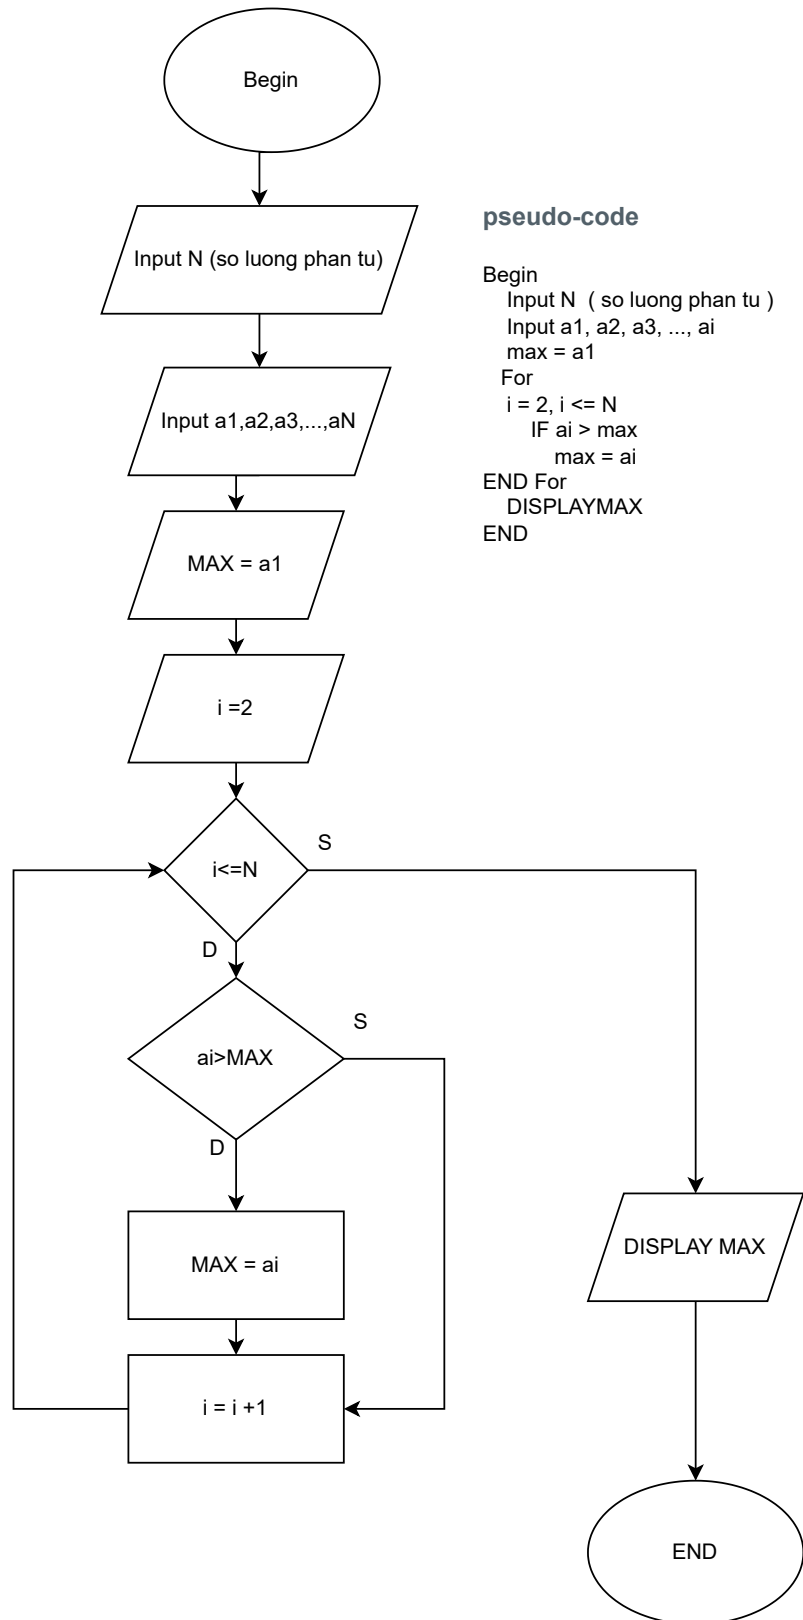 Begin
Input N (so luong phan tu)
Input a1,a2,a3,...,aN
MAX = a1
i =2
i<=N
S
D
ai>MAX
S
D
MAX = ai
i = i +1
DISPLAY MAX
END
pseudo-code
Begin
Input N ( so luong phan tu )
Input a1, a2, a3, ..., ai
max = a1
For
i = 2, i <= N
IF ai > max
max = ai
END For
DISPLAYMAX
END